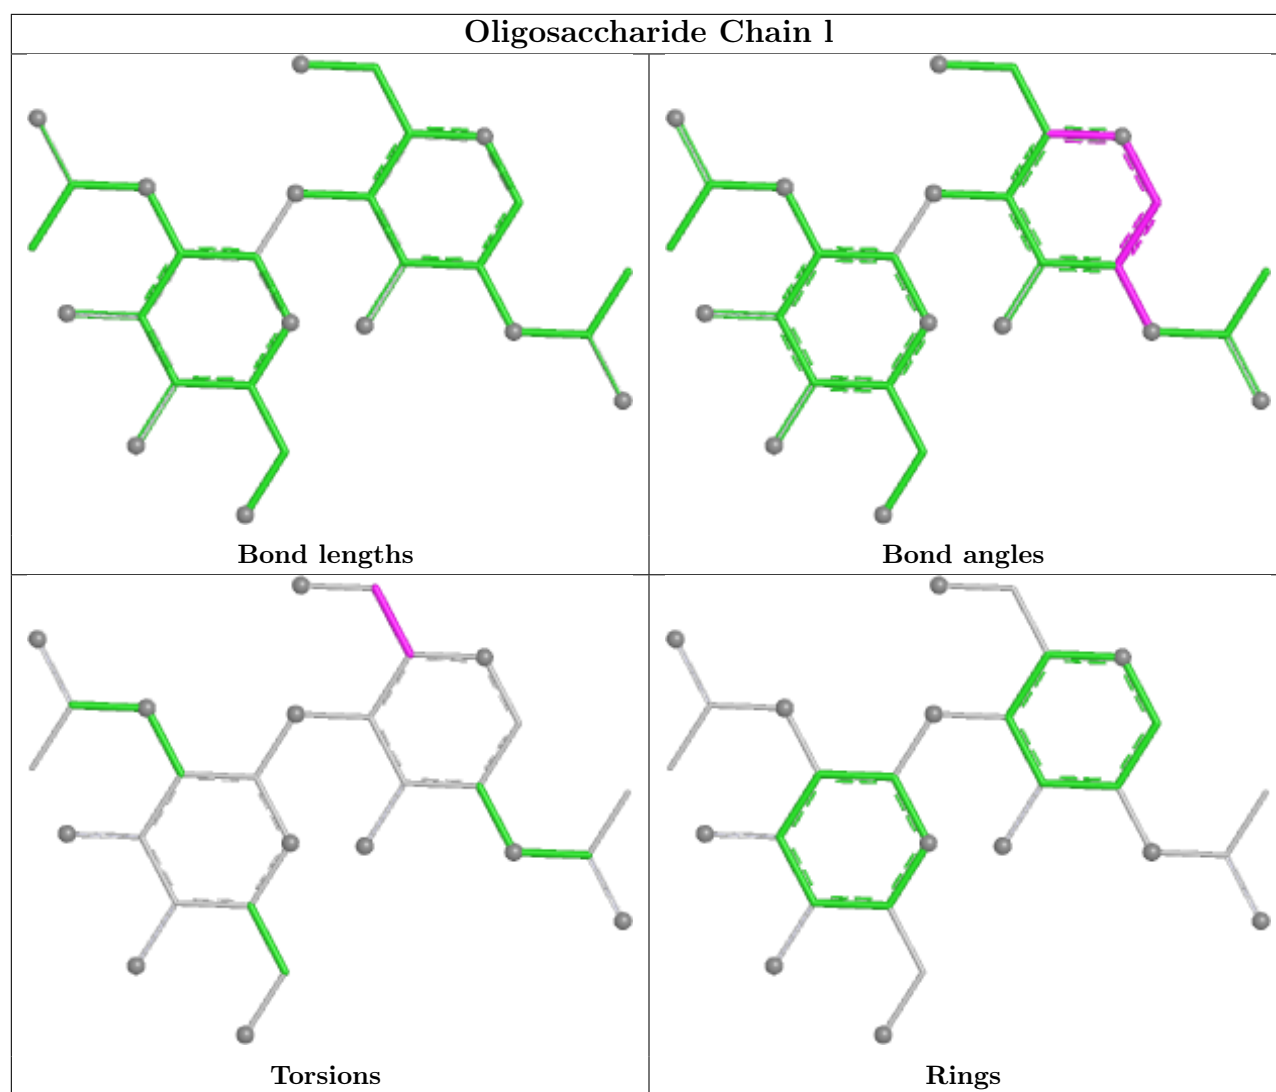 Oligosaccharide Chain l
Bond lengths
Bond angles
Torsions
Rings